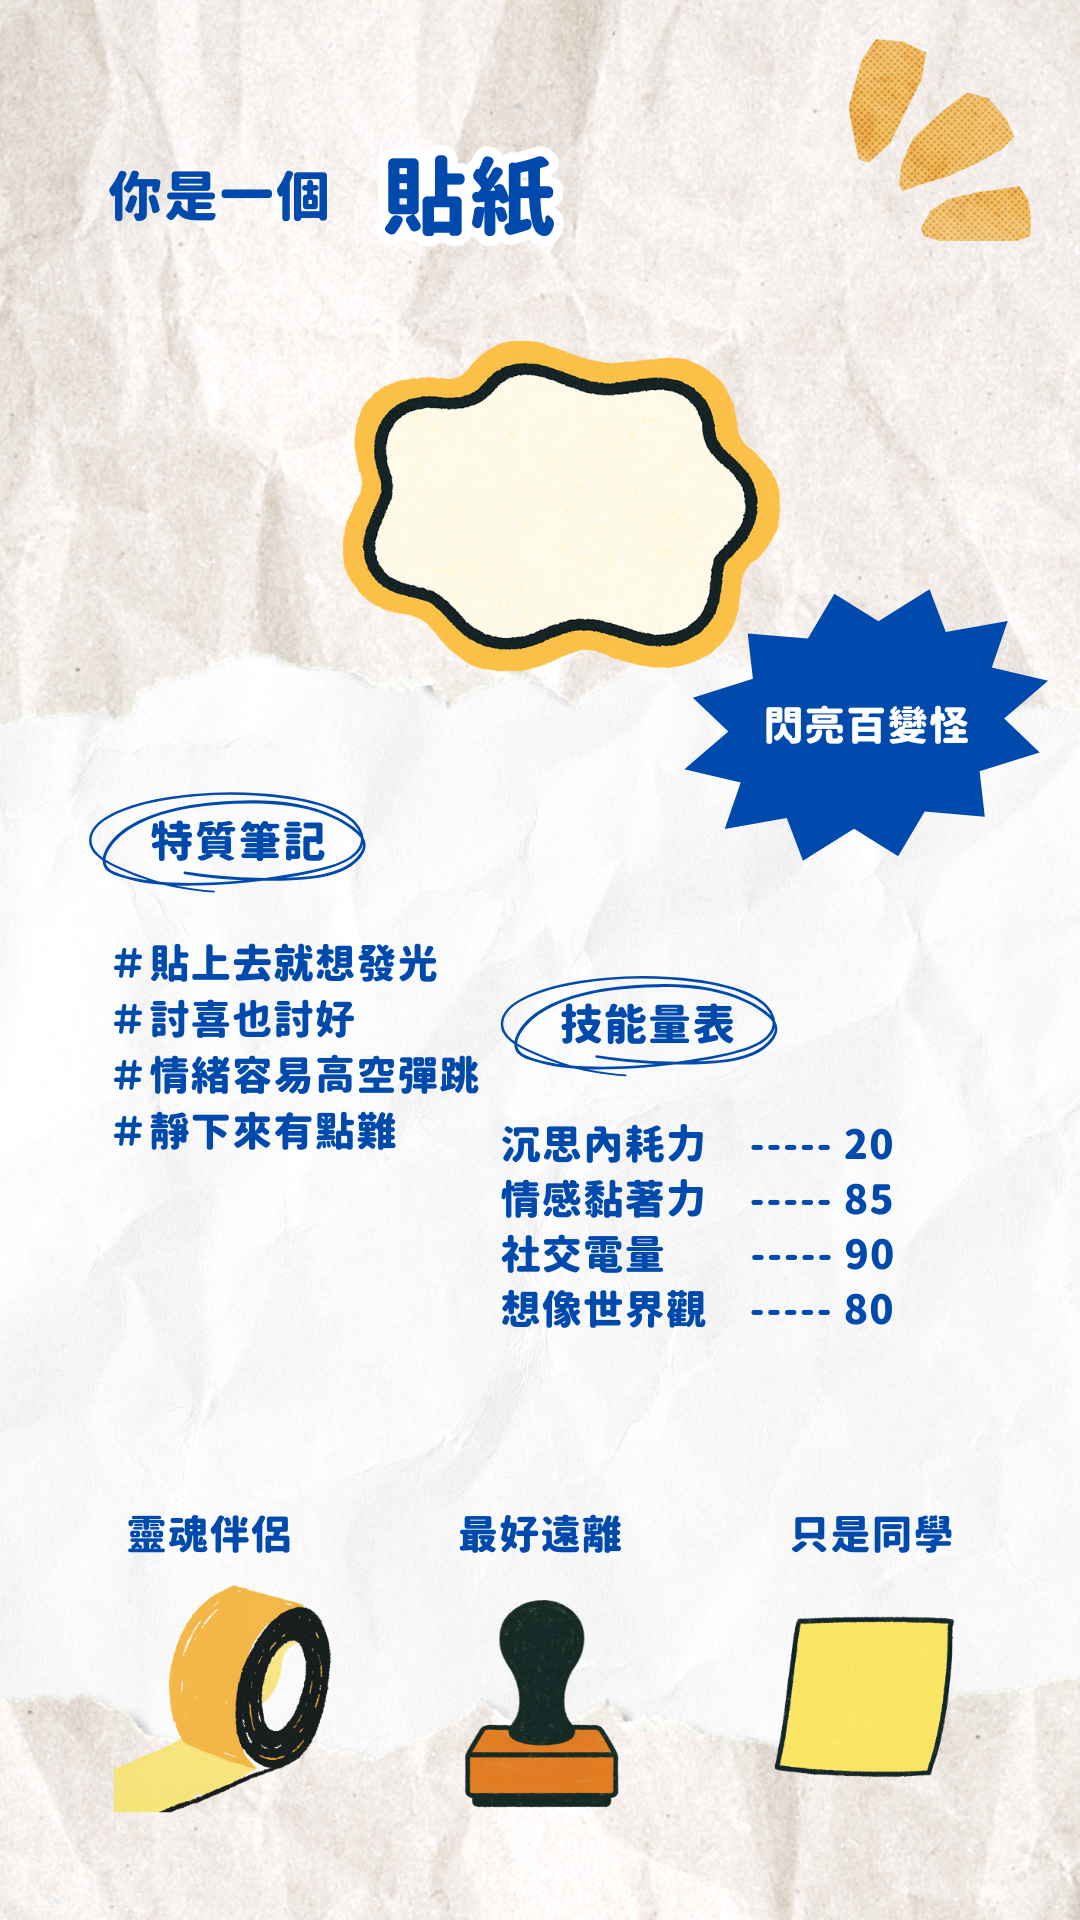 你是一個 貼紙
閃亮百變怪
特質筆記
#貼上去就想發光
#討喜也討好
#情緒容易高空彈跳
#靜下來有點難
技能量表
沉思內耗力 ----- 20
情感黏著力 ----- 85
社交電量 ----- 90
想像世界觀 ----- 80
靈魂伴侶 最好遠離 只是同學